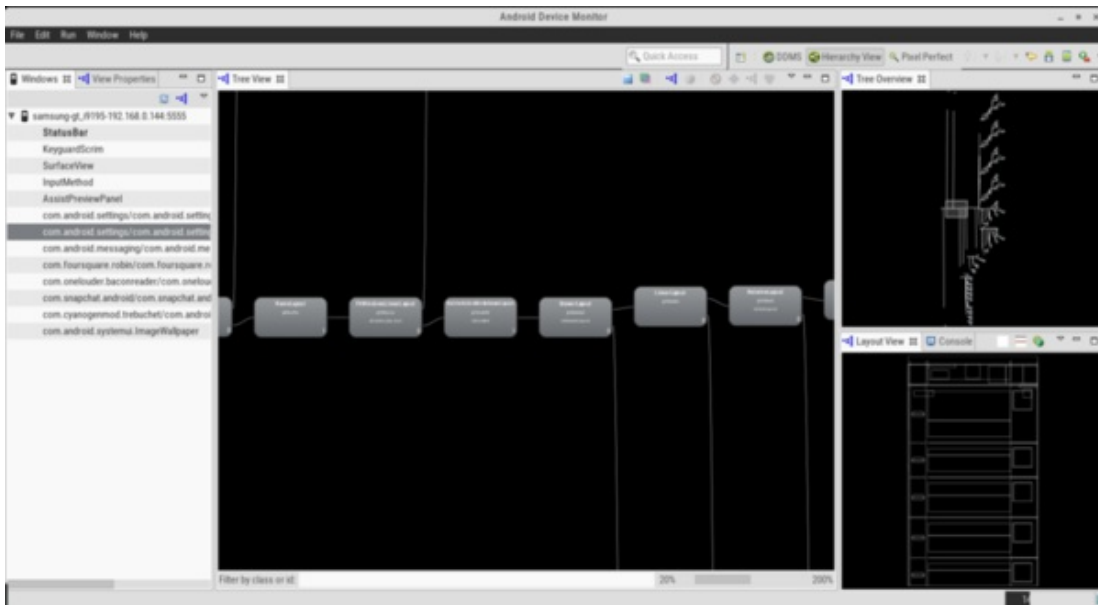 Android Device Monitor
File Edit Run Window Help
Quick Access
DDMS Hierarchy View Pixel Perfect
Windows View Properties
Tree View
Tree Overview
samsung-gt_i9195-192.168.0.144:5555
StatusBar
KeyguardScrim
SurfaceView
InputMethod
AssistPreviewPanel
com.android.settings/com.android.setting
com.android.settings/com.android.setting
com.android.messaging/com.android.me
com.foursquare.robin/com.foursquare.r
com.onelouder.baconreader/com.onelou
com.snapchat.android/com.snapchat.and
com.cyanogenmod.trebuchet/com.androi
com.android.systemui.ImageWallpaper
Layout View Console
Filter by class or id:
20% 200%